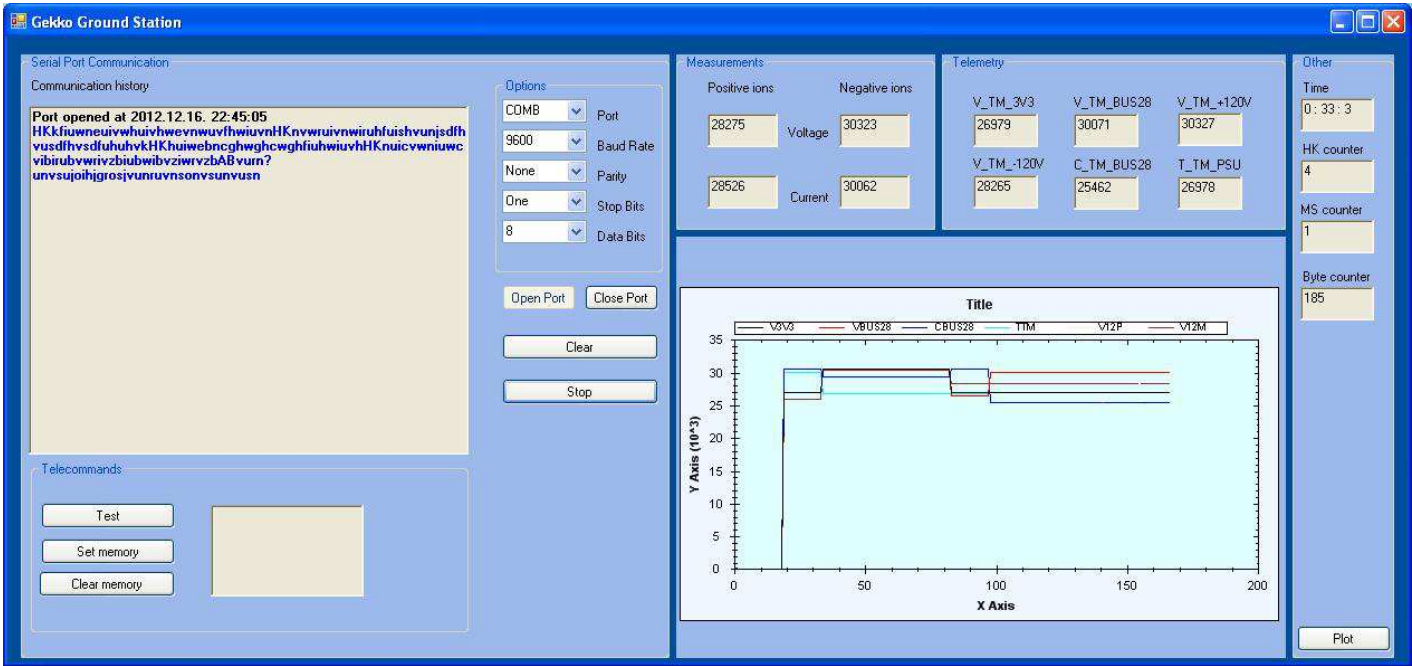 Gekko Ground Station
Serial Port Communication
Communication history
Port opened at 2012.12.16. 22:45:05
HKkfiuwneuivwhuivhwevnwuvfhwiuvnHKnvwruivnwiruhfuishvunjsdfh
vusdfhvsdfuhuhvkHKhuiwebncghwghcwghfiuhwiuvhHKnuicvwniuwc
vibirubvwrivzbiubwibvziwrvzbABvurn?
unvsujoihjgrosjvunruvnsonvsunvusn
Options
COMB Port
9600 Baud Rate
None Parity
One Stop Bits
8 Data Bits
Open Port Close Port
Clear
Stop
Telecommands
Test
Set memory
Clear memory
Measurements
Positive ions Negative ions
28275 Voltage 30323
28526 Current 30062
Telemetry
V_TM_3V3 V_TM_BUS28 V_TM_+120V
26979 30071 30327
V_TM_-120V C_TM_BUS28 T_TM_PSU
28265 25462 26978
Other
Time
0 : 33 : 3
HK counter
4
MS counter
1
Byte counter
185
Title
V3V3 VBUS28 CBUS28 TTM V12P V12M
35
30
25
20
15
10
5
0
Y Axis (10^3)
0 50 100 150 200
X Axis
Plot